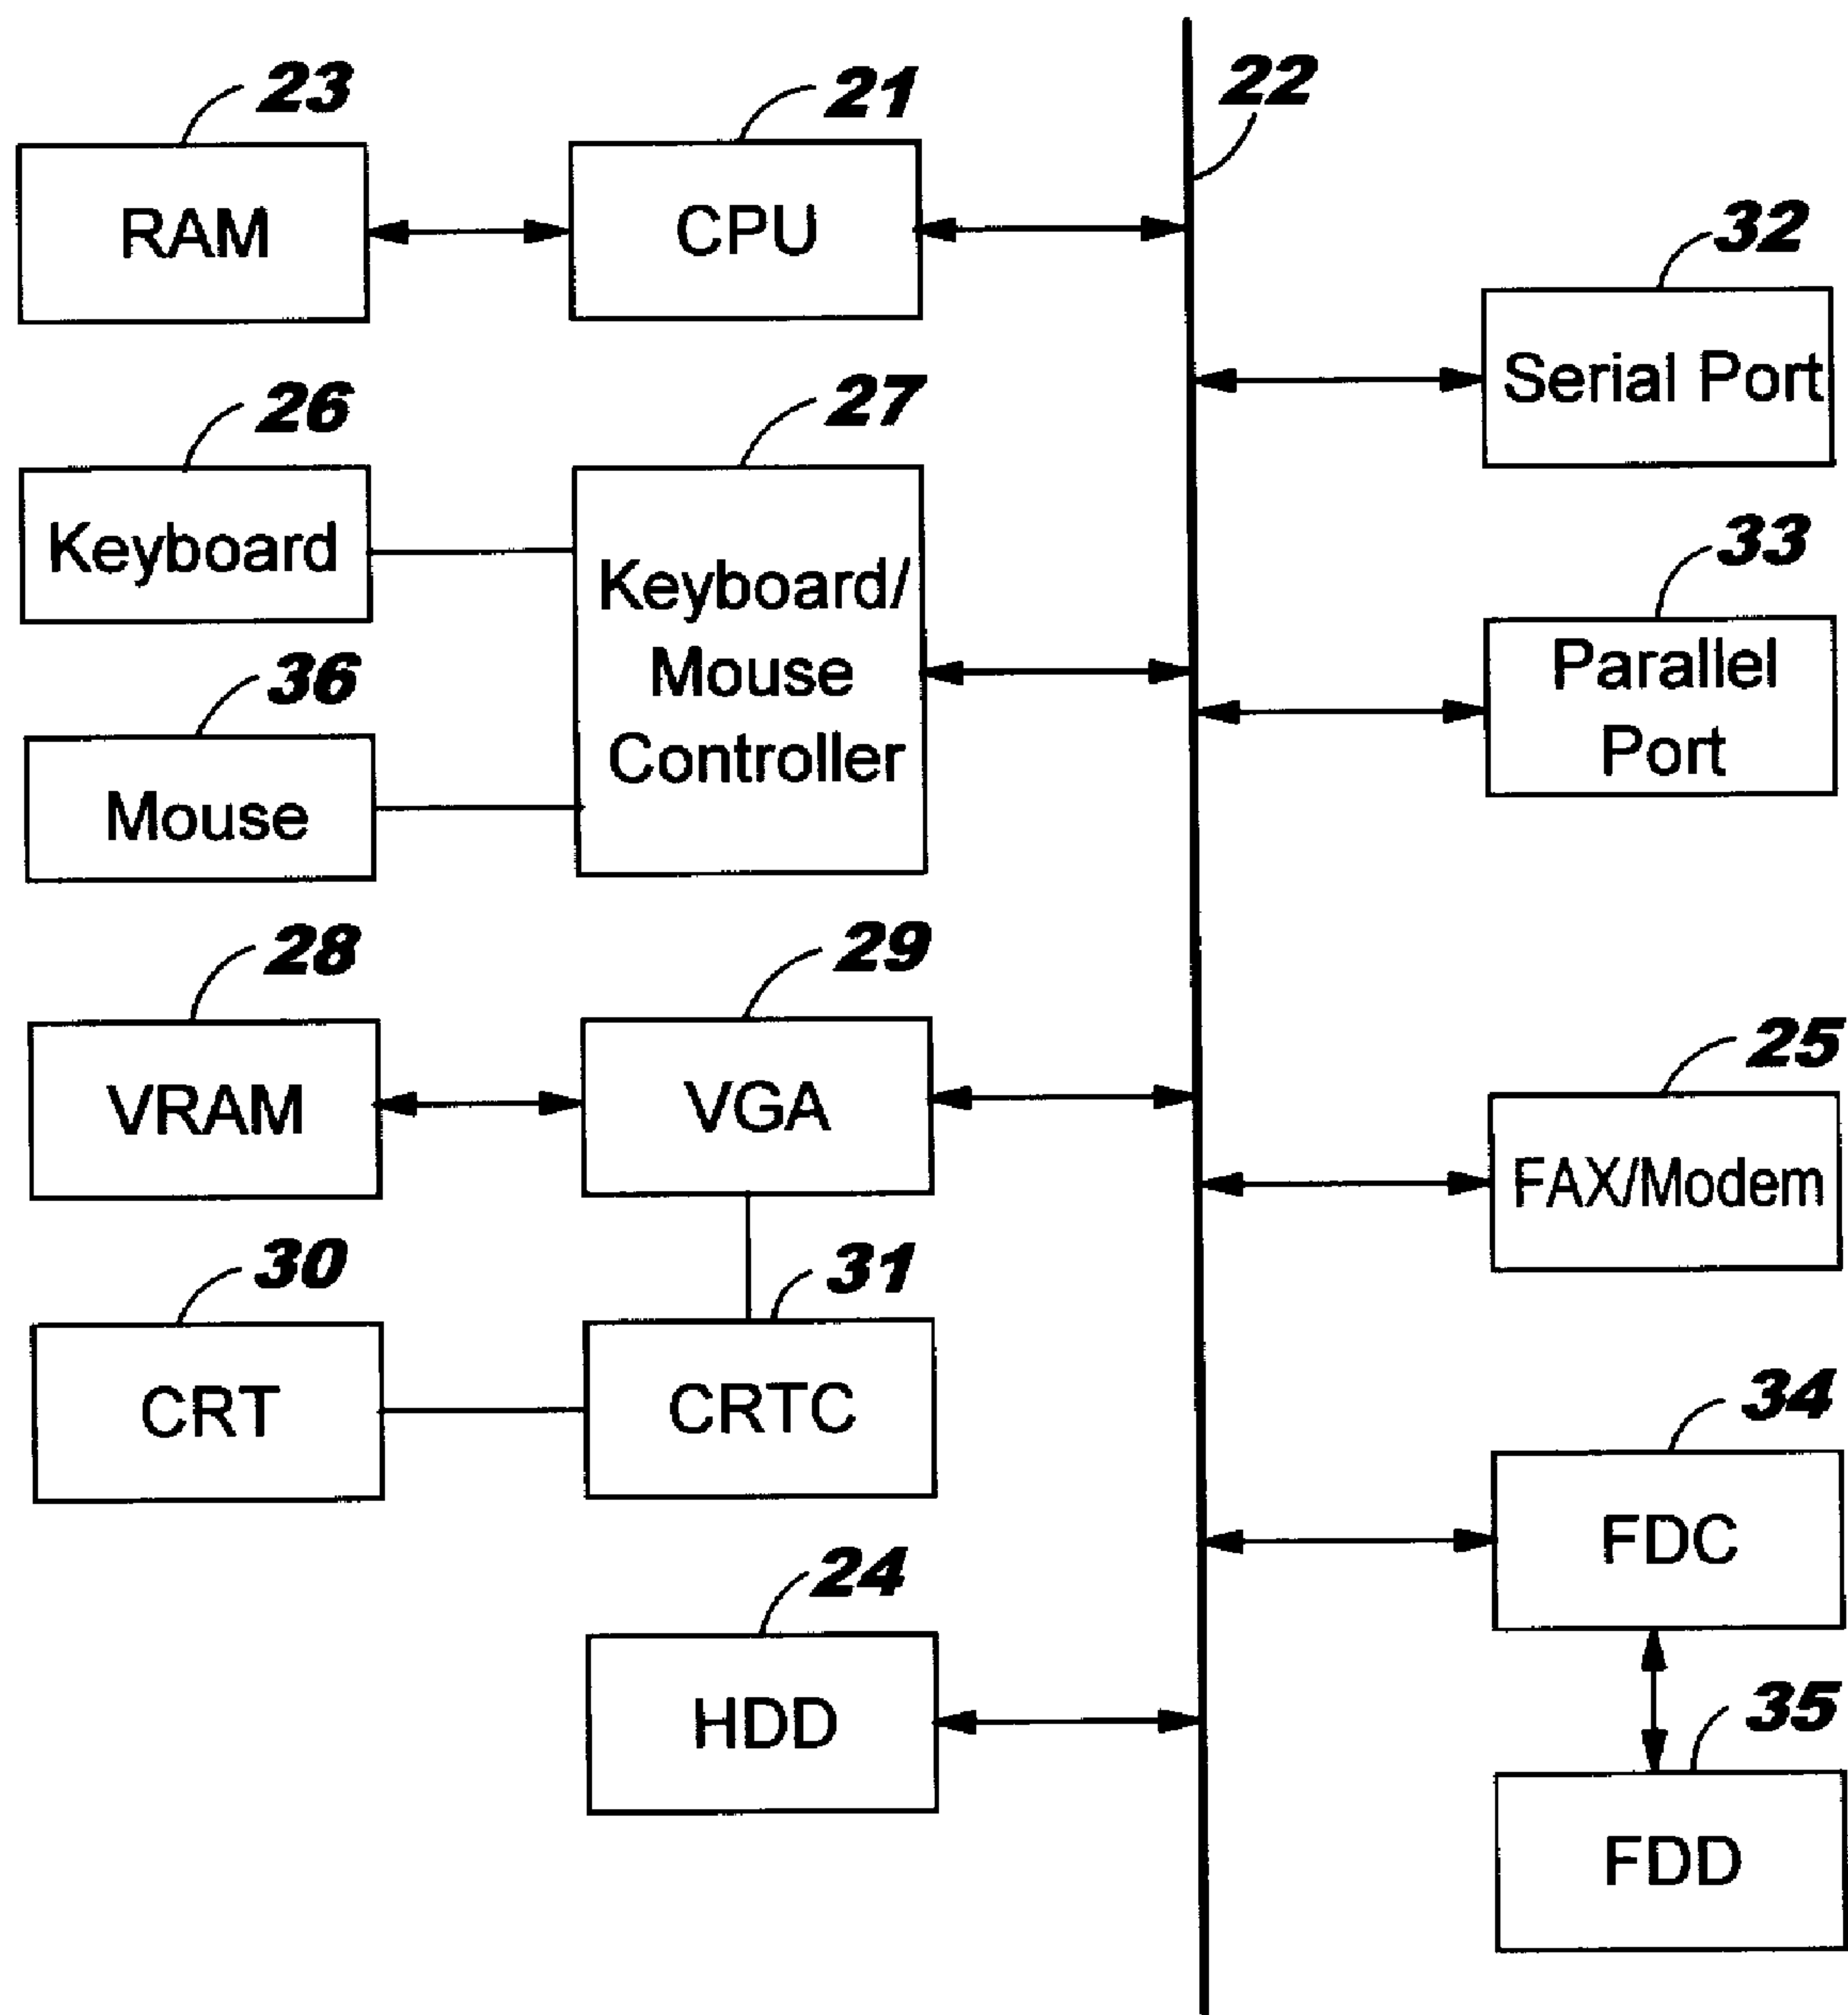 23
21
22
RAM
CPU
32
Serial Port
26
27
Keyboard
Keyboard/
Mouse
Controller
33
Parallel
Port
36
Mouse
28
29
VRAM
VGA
25
FAX/Modem
30
31
CRT
CRTC
34
FDC
24
HDD
35
FDD